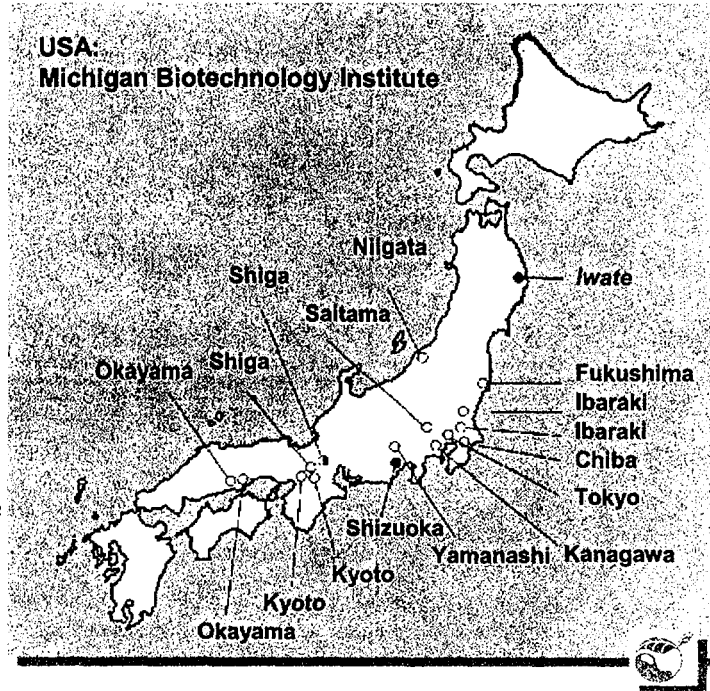 USA:
Michigan Biotechnology Institute
Niigata
Shiga
Iwate
Saitama
Okayama
Shiga
Fukushima
Ibaraki
Ibaraki
Chiba
Tokyo
Shizuoka
Yamanashi
Kanagawa
Kyoto
Kyoto
Okayama